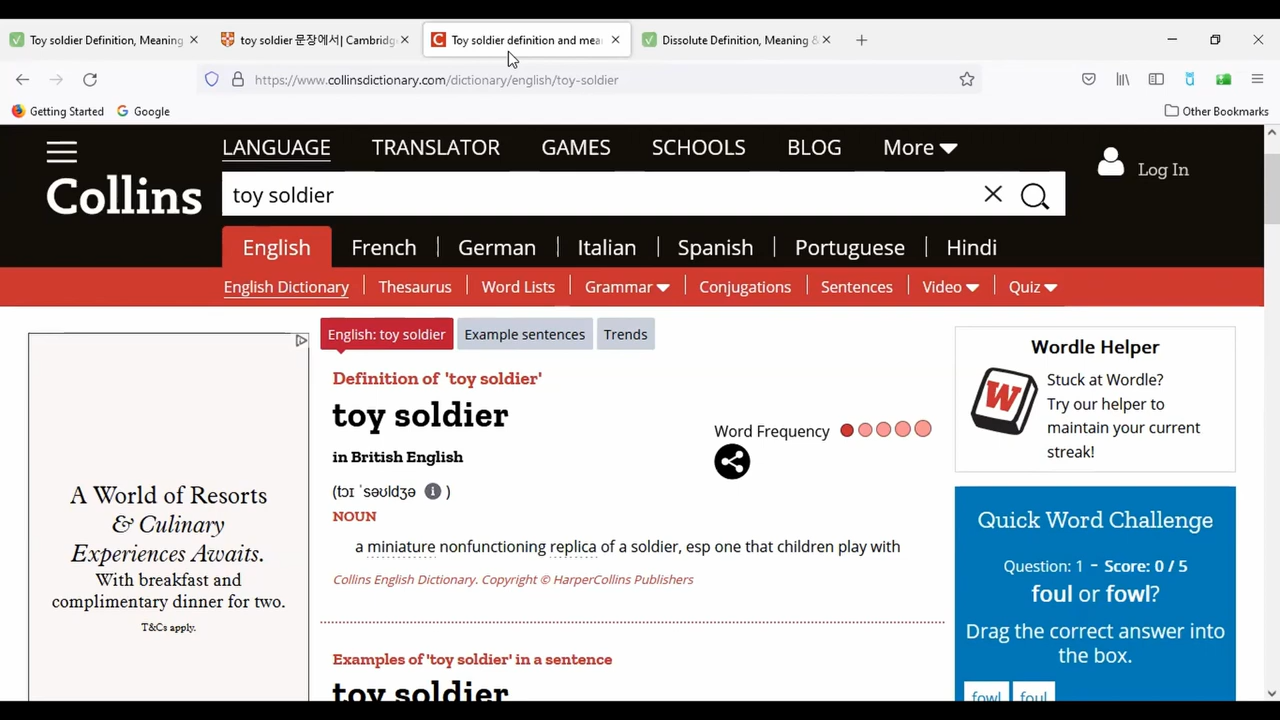 Toy soldier Definition, Meaning
toy soldier 문장에서| Cambridg
Toy soldier definition and mea
Dissolute Definition, Meaning &
https://www.collinsdictionary.com/dictionary/english/toy-soldier
Getting Started
Google
Other Bookmarks
LANGUAGE
TRANSLATOR
GAMES
SCHOOLS
BLOG
More
Collins
toy soldier
Log In
English
French
German
Italian
Spanish
Portuguese
Hindi
English Dictionary
Thesaurus
Word Lists
Grammar
Conjugations
Sentences
Video
Quiz
English: toy soldier
Example sentences
Trends
Definition of 'toy soldier'
toy soldier
Word Frequency
in British English
(tɔɪ ˈsəʊldʒə i )
NOUN
a miniature nonfunctioning replica of a soldier, esp one that children play with
Collins English Dictionary. Copyright © HarperCollins Publishers
Examples of 'toy soldier' in a sentence
toy soldier
A World of Resorts
& Culinary
Experiences Awaits.
With breakfast and
complimentary dinner for two.
T&Cs apply.
Wordle Helper
W
Stuck at Wordle?
Try our helper to
maintain your current
streak!
Quick Word Challenge
Question: 1 - Score: 0 / 5
foul or fowl?
Drag the correct answer into
the box.
fowl
foul